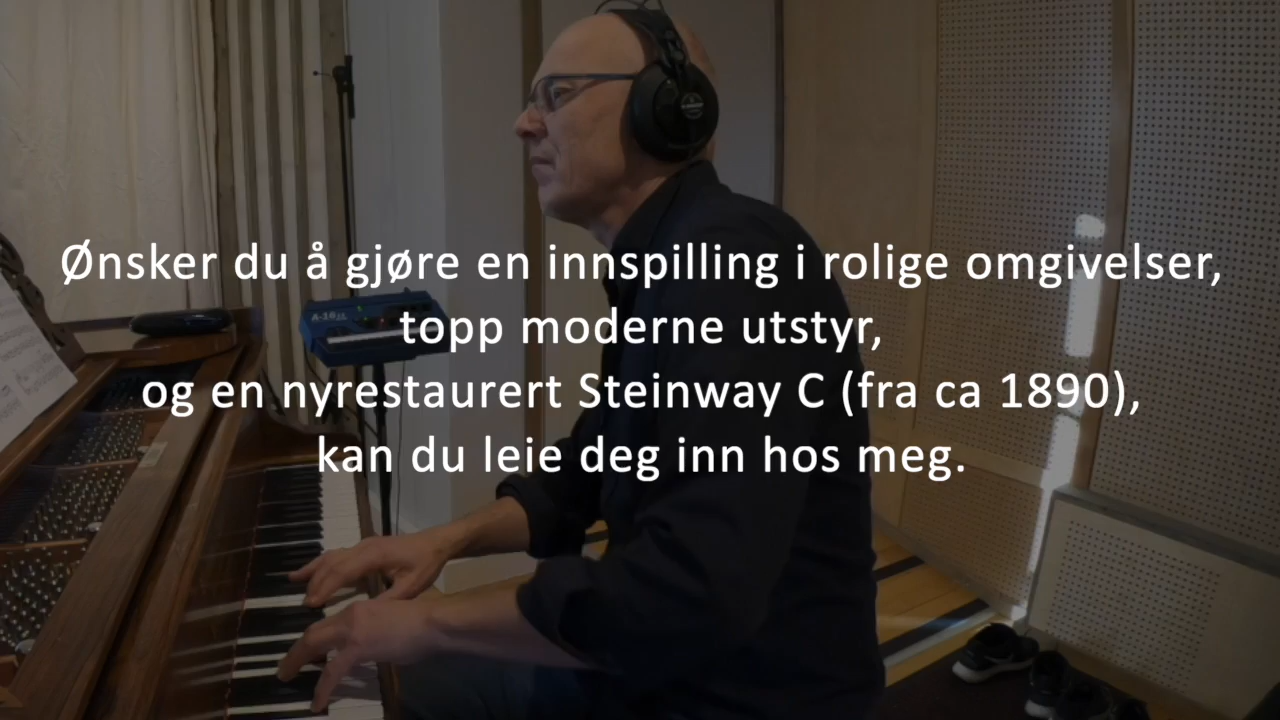 Ønsker du å gjøre en innspilling i rolige omgivelser,
topp moderne utstyr,
og en nyrestaurert Steinway C (fra ca 1890),
kan du leie deg inn hos meg.
A-16